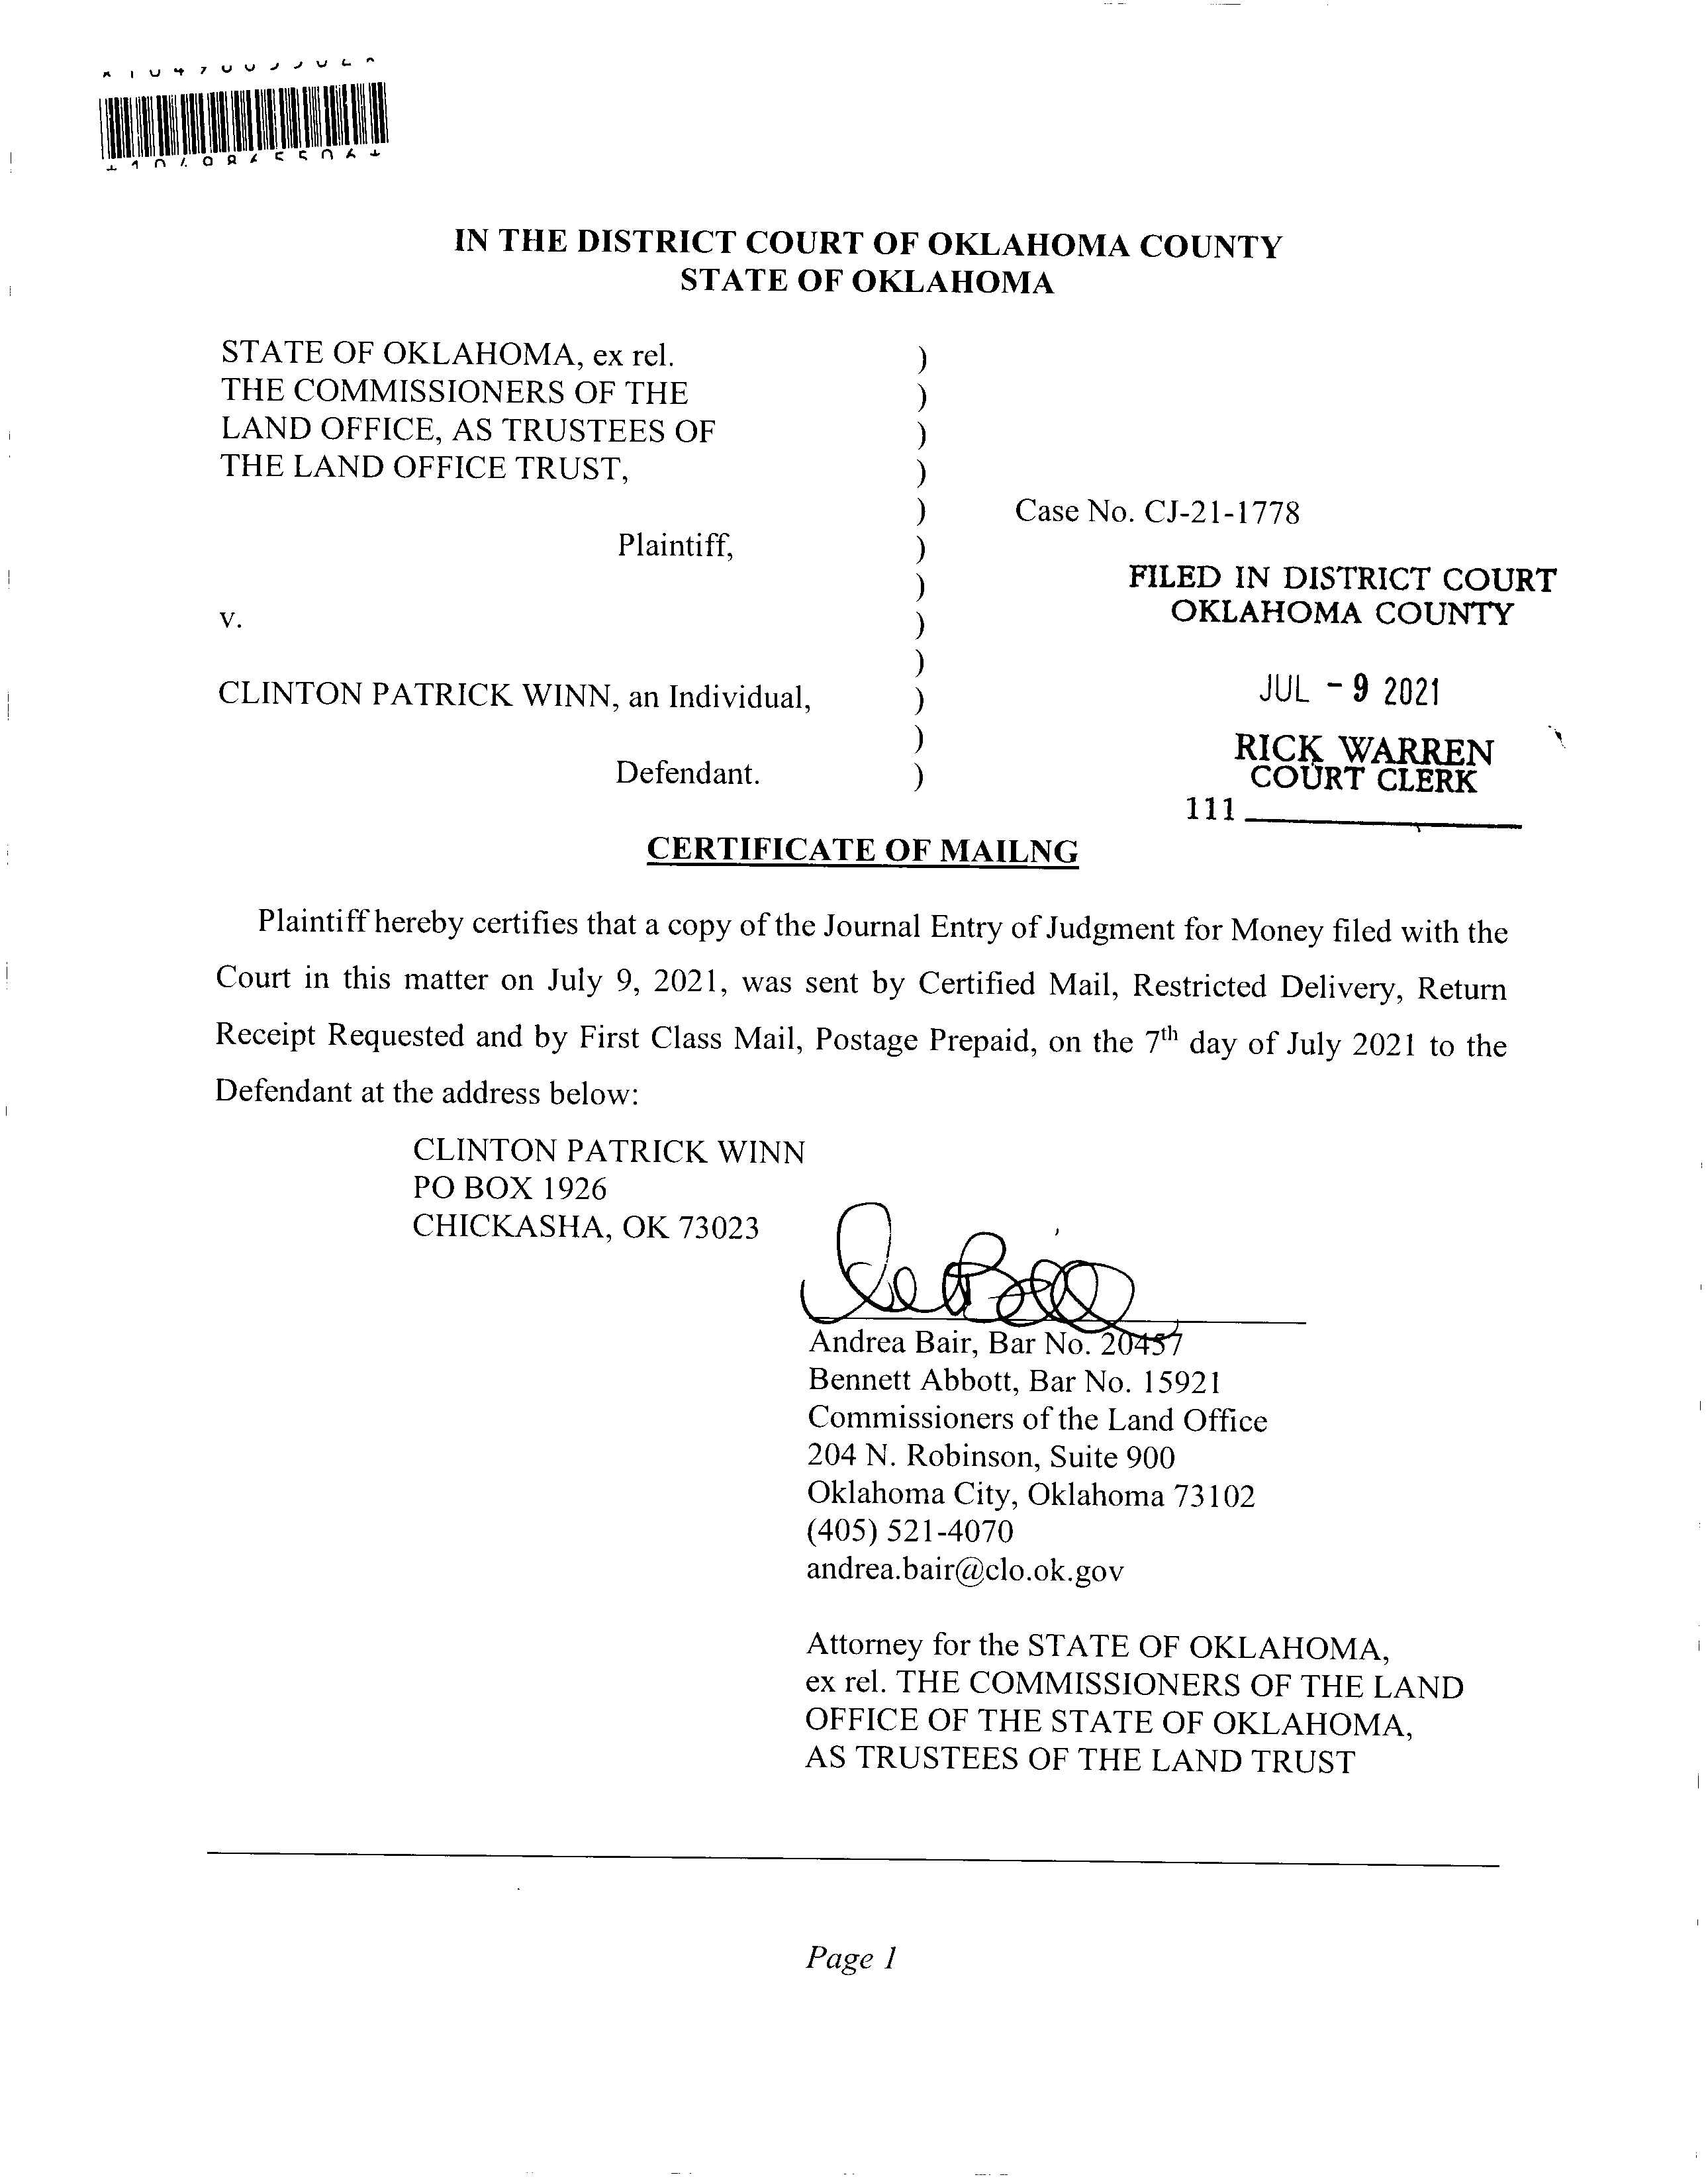 IN THE DISTRICT COURT OF OKLAHOMA COUNTY
STATE OF OKLAHOMA
STATE OF OKLAHOMA, ex rel.
THE COMMISSIONERS OF THE
LAND OFFICE, AS TRUSTEES OF
THE LAND OFFICE TRUST,
Plaintiff,
v.
CLINTON PATRICK WINN, an Individual,
Defendant.
)
)
)
)
)
)
)
)
)
)
)
)
Case No. CJ-21-1778
FILED IN DISTRICT COURT
OKLAHOMA COUNTY
JUL - 9 2021
RICK WARREN
COURT CLERK
111
CERTIFICATE OF MAILNG
Plaintiff hereby certifies that a copy of the Journal Entry of Judgment for Money filed with the
Court in this matter on July 9, 2021, was sent by Certified Mail, Restricted Delivery, Return
Receipt Requested and by First Class Mail, Postage Prepaid, on the 7th day of July 2021 to the
Defendant at the address below:
CLINTON PATRICK WINN
PO BOX 1926
CHICKASHA, OK 73023
Andrea Bair, Bar No. 20457
Bennett Abbott, Bar No. 15921
Commissioners of the Land Office
204 N. Robinson, Suite 900
Oklahoma City, Oklahoma 73102
(405) 521-4070
andrea.bair@clo.ok.gov
Attorney for the STATE OF OKLAHOMA,
ex rel. THE COMMISSIONERS OF THE LAND
OFFICE OF THE STATE OF OKLAHOMA,
AS TRUSTEES OF THE LAND TRUST
Page 1